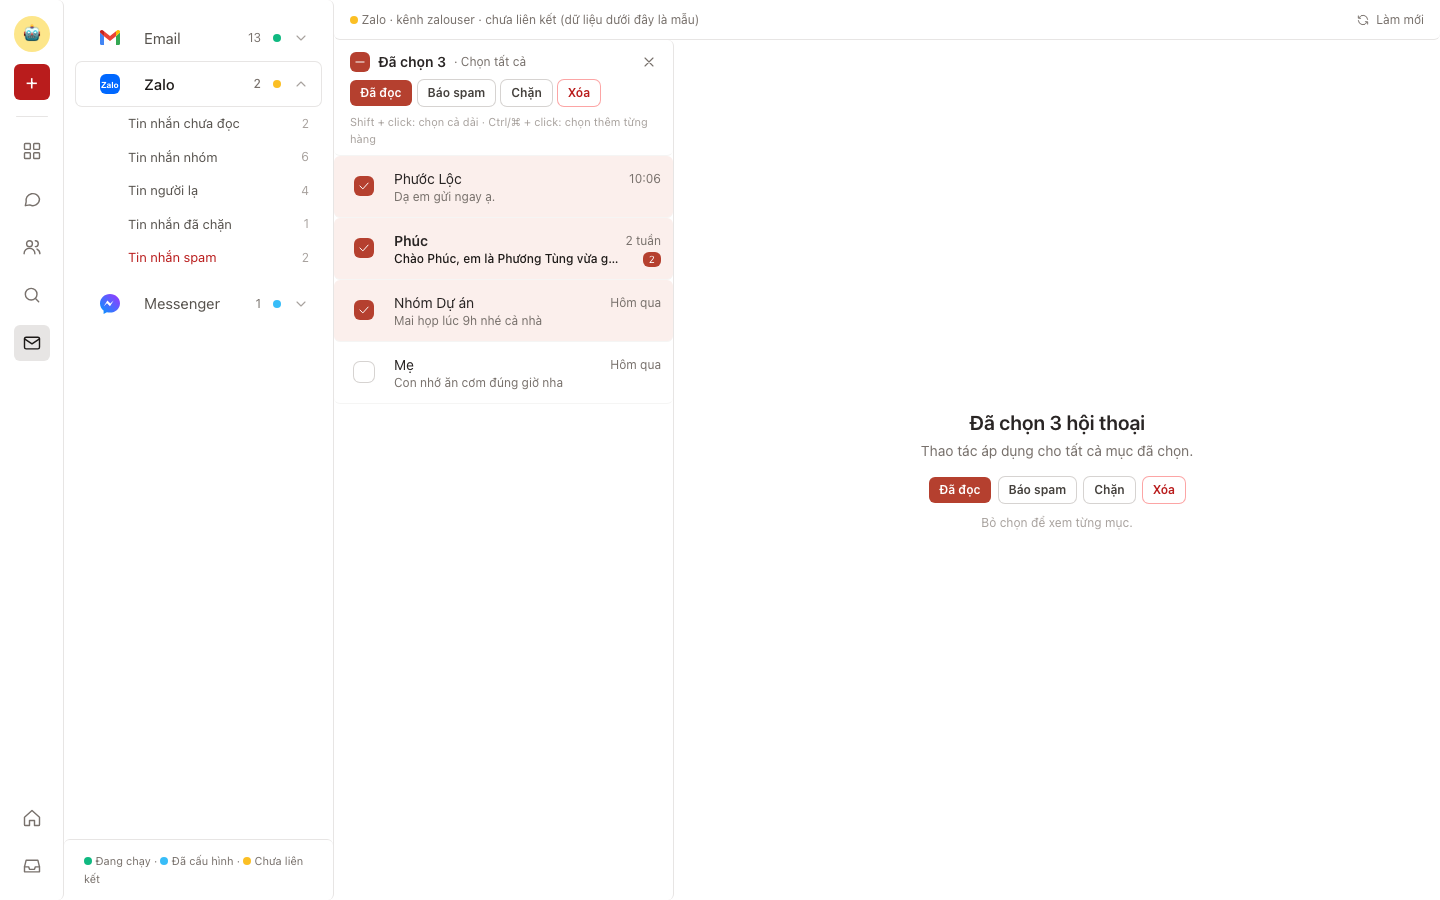 Zalo · kênh zalouser · chưa liên kết (dữ liệu dưới đây là mẫu)
Làm mới
Email
13
Zalo
Zalo
2
Tin nhắn chưa đọc
2
Tin nhắn nhóm
6
Tin người lạ
4
Tin nhắn đã chặn
1
Tin nhắn spam
2
Messenger
1
Đang chạy · Đã cấu hình · Chưa liên
kết
Đã chọn 3 · Chọn tất cả
Đã đọc
Báo spam
Chặn
Xóa
Shift + click: chọn cả dải · Ctrl/⌘ + click: chọn thêm từng
hàng
Phước Lộc
10:06
Dạ em gửi ngay ạ.
Phúc
2 tuần
Chào Phúc, em là Phương Tùng vừa g...
2
Nhóm Dự án
Hôm qua
Mai họp lúc 9h nhé cả nhà
Mẹ
Hôm qua
Con nhớ ăn cơm đúng giờ nha
Đã chọn 3 hội thoại
Thao tác áp dụng cho tất cả mục đã chọn.
Đã đọc
Báo spam
Chặn
Xóa
Bỏ chọn để xem từng mục.